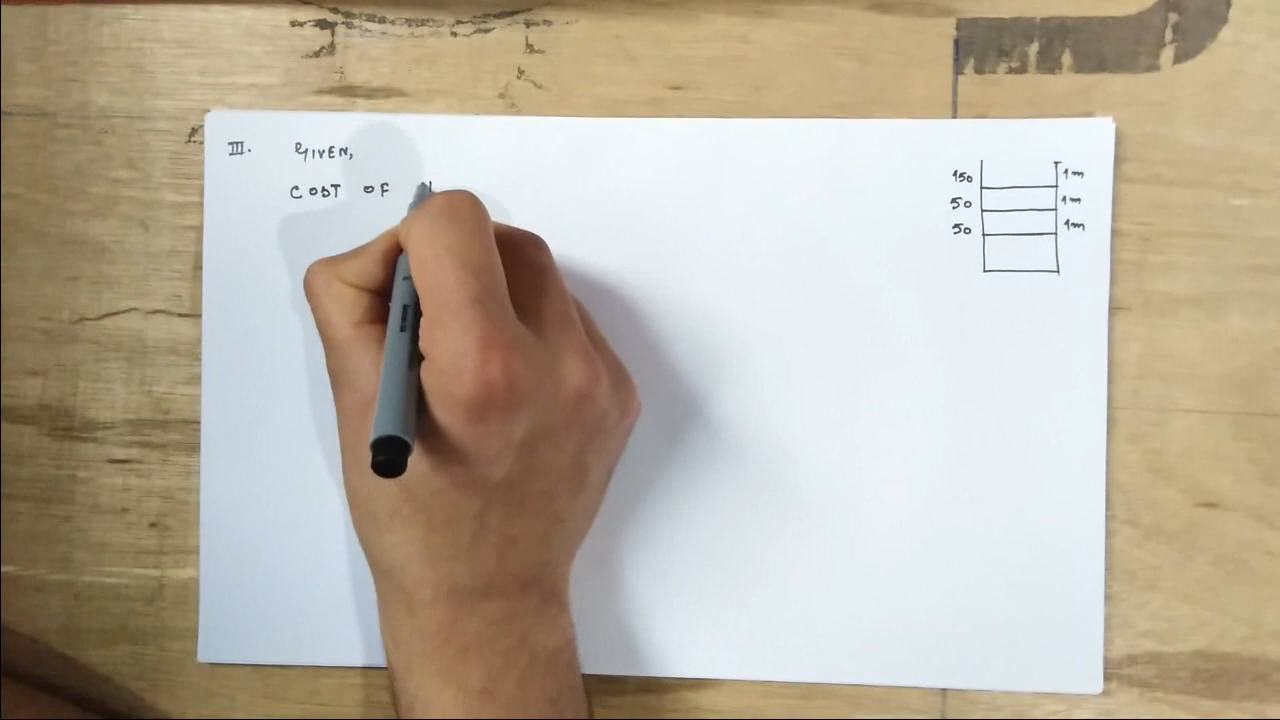 III. GIVEN,
COST OF
150 1m
50 1m
50 1m